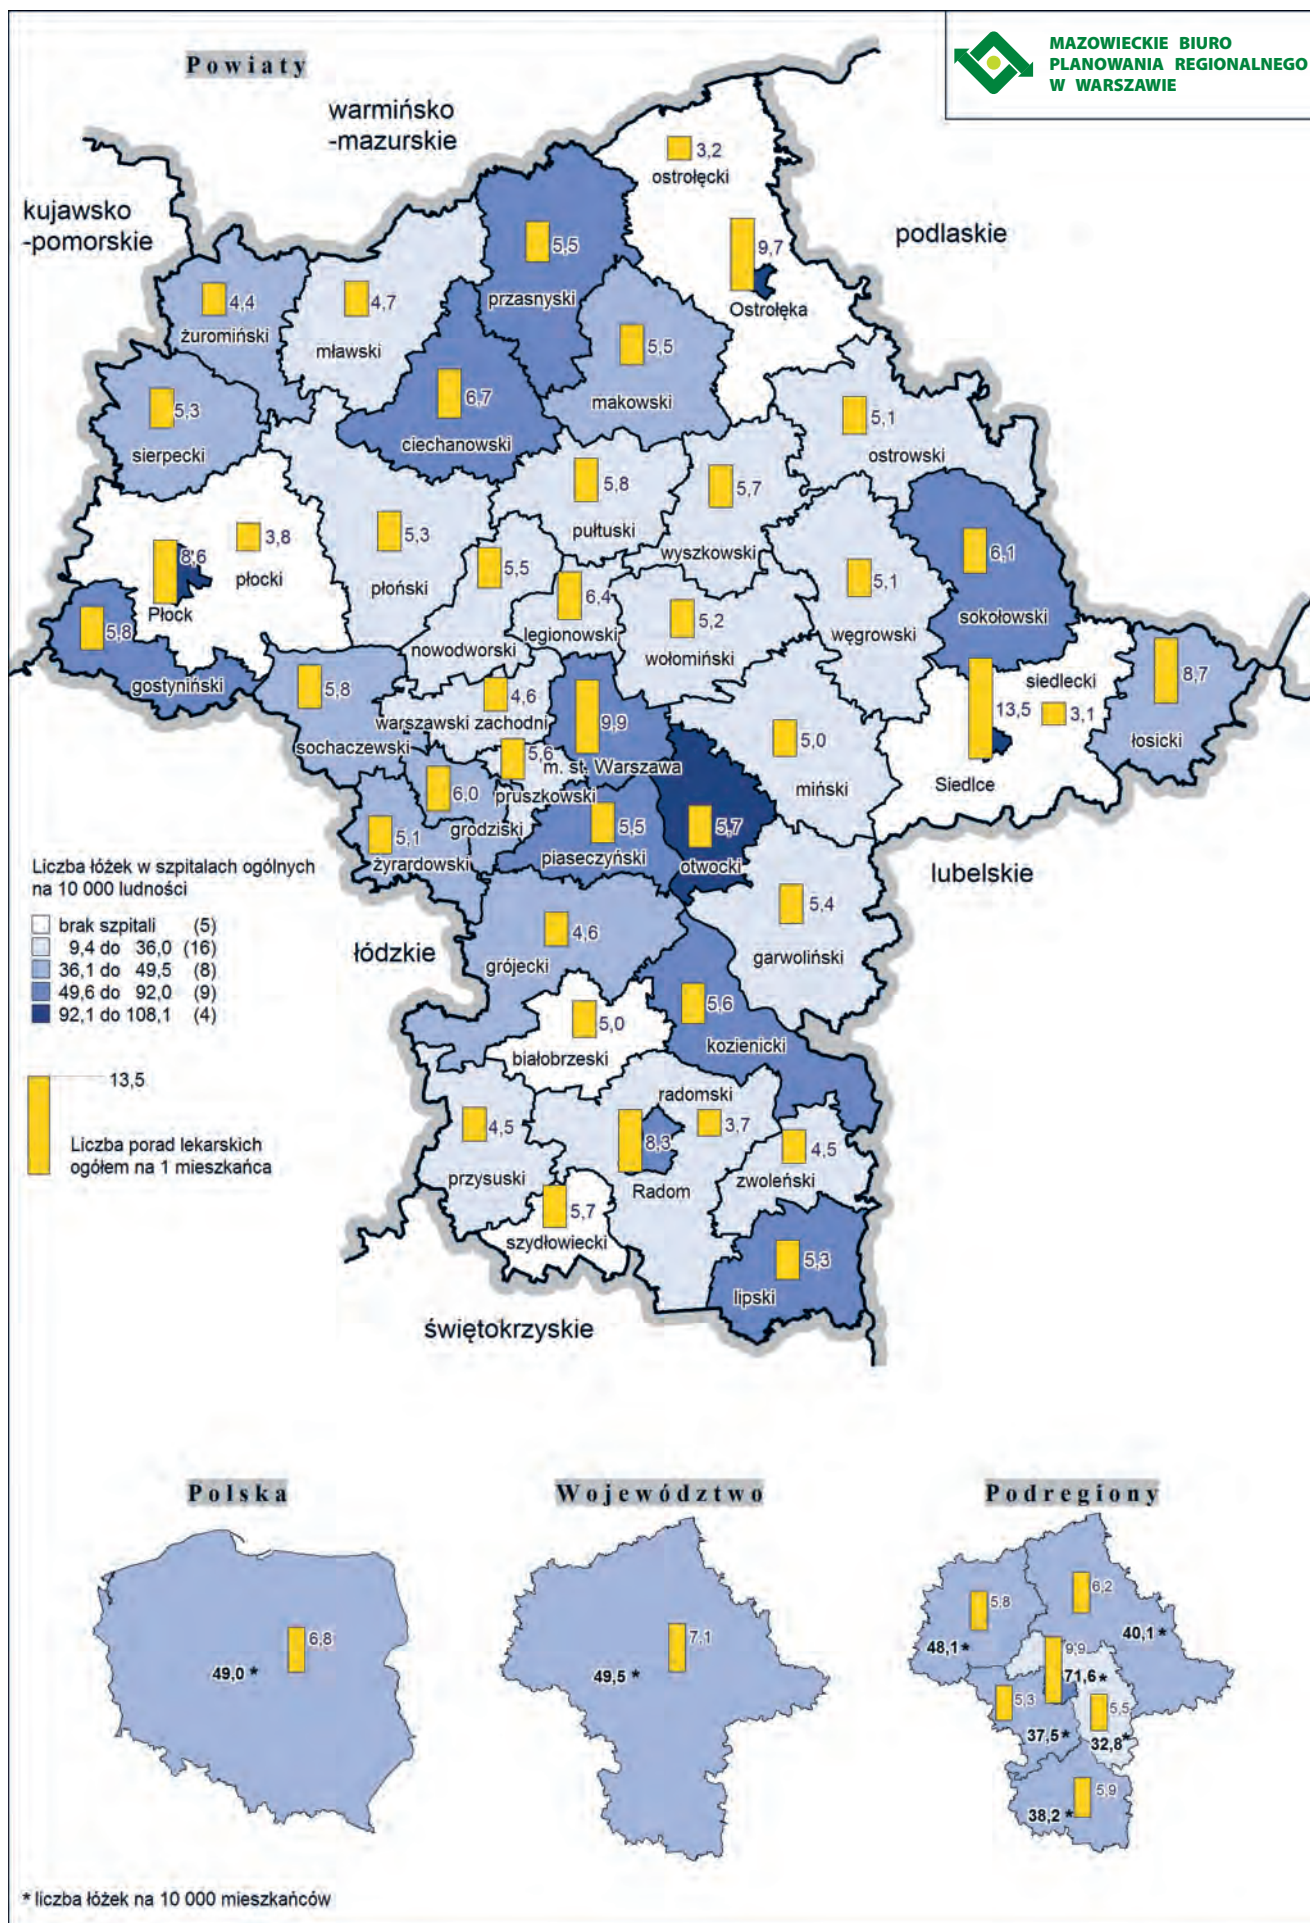 MAZOWIECKIE BIURO
PLANOWANIA REGIONALNEGO
W WARSZAWIE
Powiaty
warmińsko
-mazurskie
kujawsko
-pomorskie
podlaskie
3,2
ostrołęcki
9,7
Ostrołęka
5,5
przasnyski
4,4
żuromiński
4,7
mławski
5,5
makowski
6,7
ciechanowski
5,3
sierpecki
5,1
ostrowski
5,8
pułtuski
5,7
wyszkowski
3,8
płocki
8,6
Płock
5,3
płoński
5,5
nowodworski
6,4
legionowski
5,2
wołomiński
5,1
węgrowski
6,1
sokołowski
5,8
gostyniński
5,8
sochaczewski
4,6
warszawski zachodni
9,9
m. st. Warszawa
5,6
pruszkowski
5,0
miński
siedlecki
13,5
3,1
Siedlce
8,7
łosicki
6,0
grodziski
5,1
żyrardowski
5,5
piaseczyński
5,7
otwocki
lubelskie
5,4
garwoliński
łódzkie
4,6
grójecki
5,6
kozienicki
5,0
białobrzeski
radomski
3,7
8,3
Radom
4,5
przysuski
4,5
zwoleński
5,7
szydłowiecki
5,3
lipski
świętokrzyskie
Liczba łóżek w szpitalach ogólnych
na 10 000 ludności
brak szpitali (5)
9,4 do 36,0 (16)
36,1 do 49,5 (8)
49,6 do 92,0 (9)
92,1 do 108,1 (4)
13,5
Liczba porad lekarskich
ogółem na 1 mieszkańca
Polska
6,8
49,0 *
Województwo
7,1
49,5 *
Podregiony
5,8
48,1 *
6,2
40,1 *
9,9
71,6 *
5,3
37,5 *
5,5
32,8 *
5,9
38,2 *
* liczba łóżek na 10 000 mieszkańców